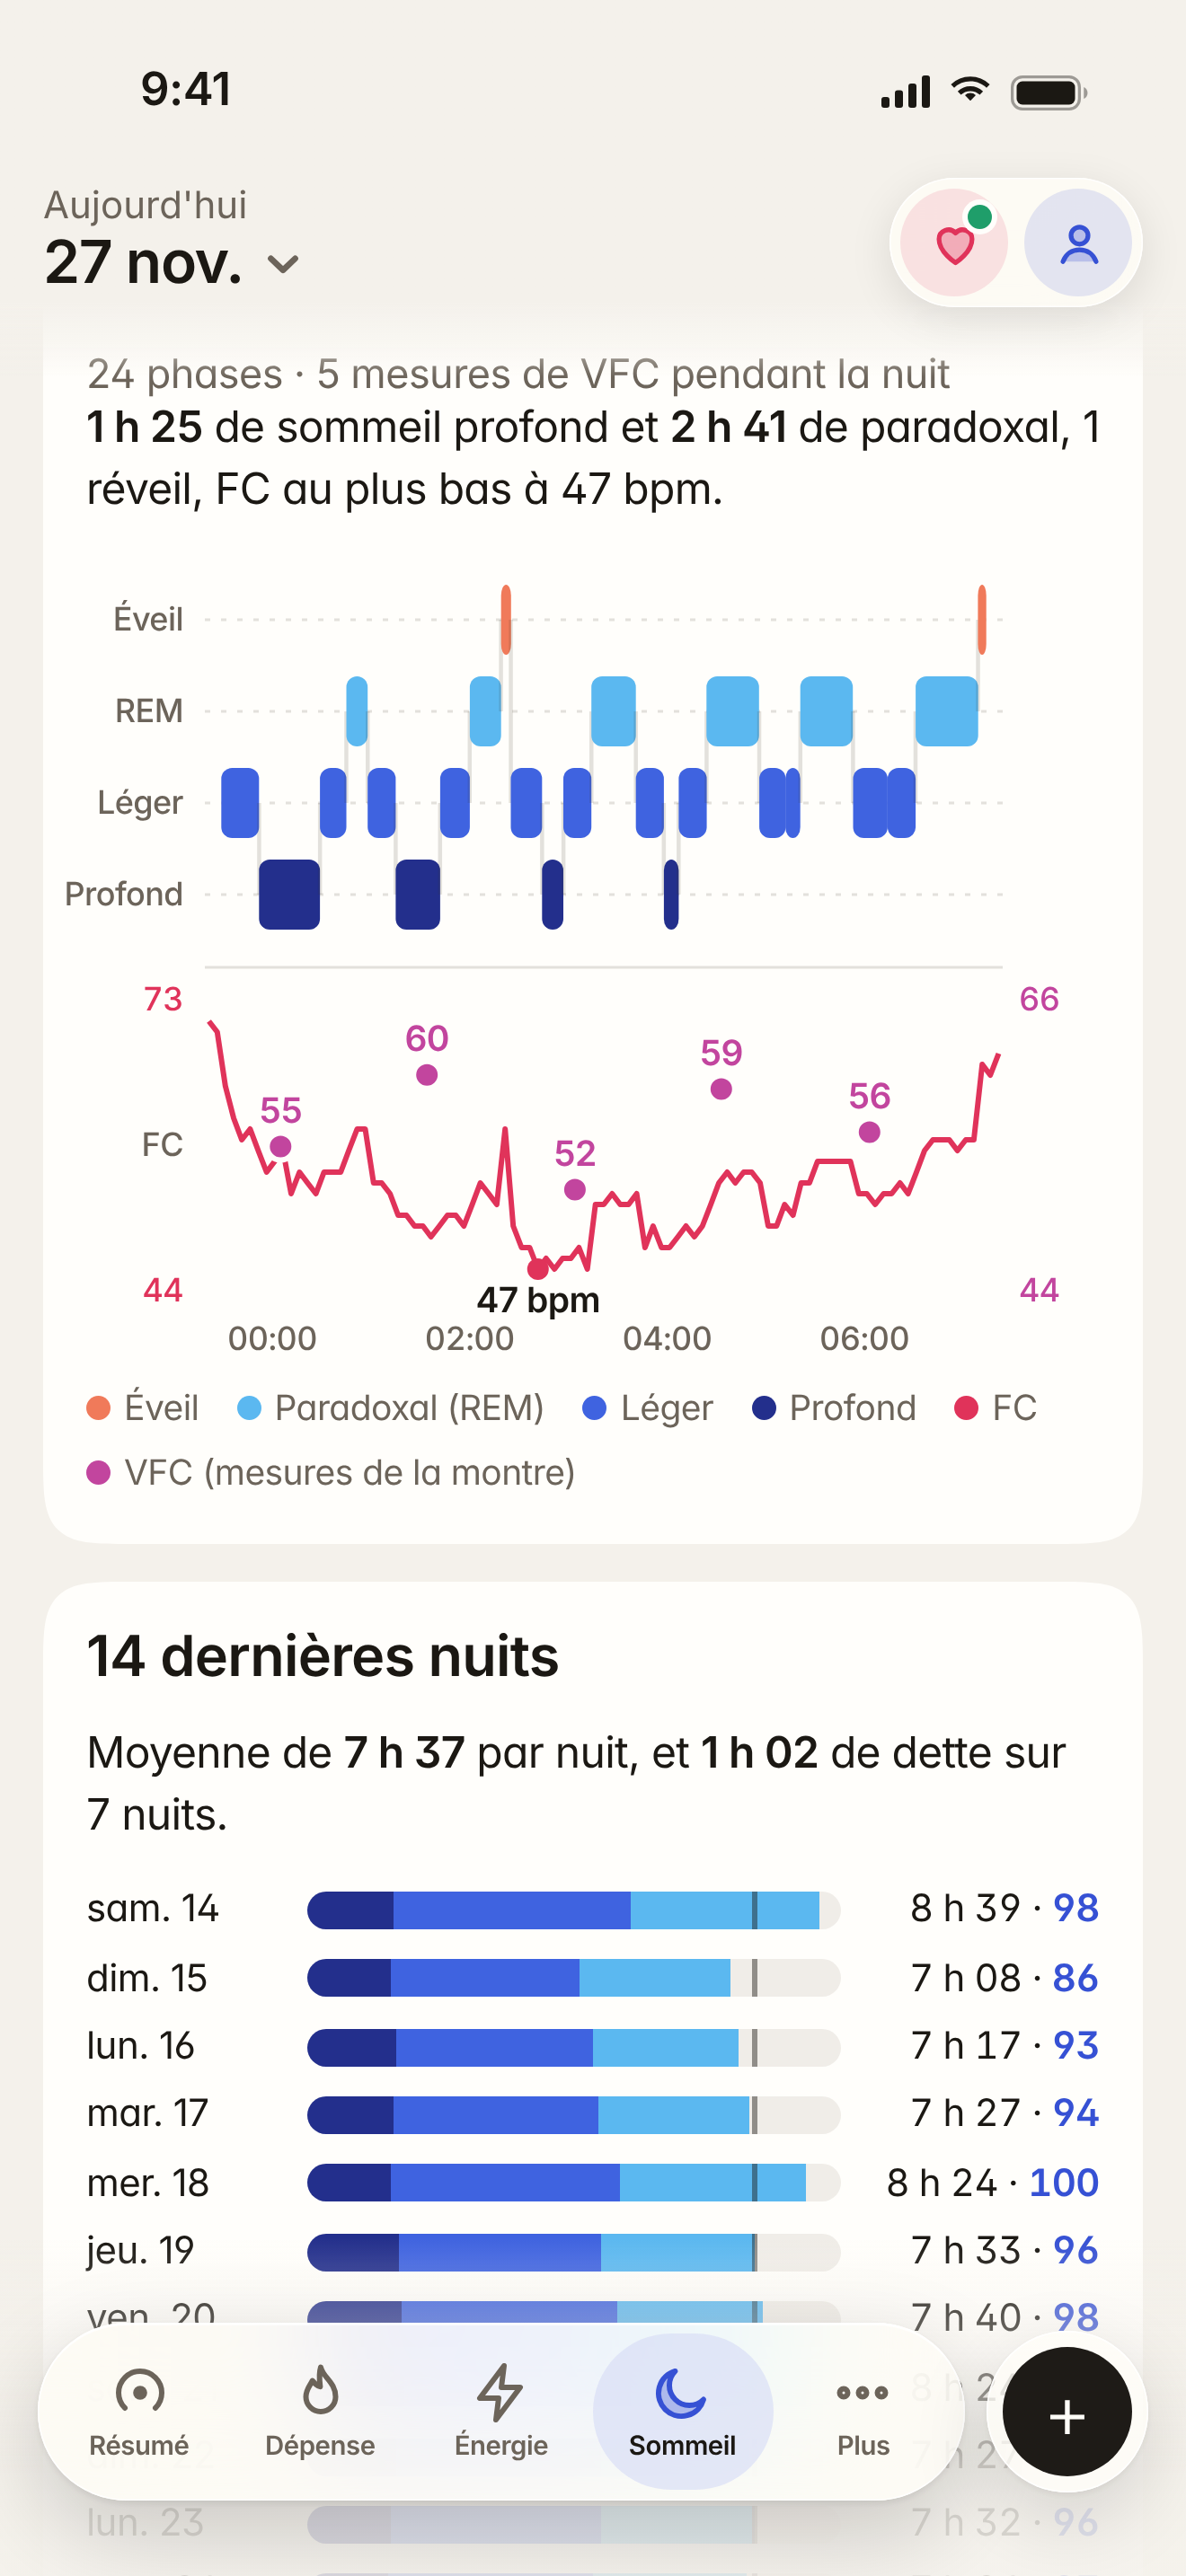 9:41
Aujourd'hui
27 nov.
24 phases · 5 mesures de VFC pendant la nuit
1 h 25 de sommeil profond et 2 h 41 de paradoxal, 1
réveil, FC au plus bas à 47 bpm.
Éveil
REM
Léger
Profond
73
66
60
59
55
56
FC
52
44
44
47 bpm
00:00 02:00 04:00 06:00
Éveil Paradoxal (REM) Léger Profond FC
VFC (mesures de la montre)
14 dernières nuits
Moyenne de 7 h 37 par nuit, et 1 h 02 de dette sur
7 nuits.
sam. 14 8 h 39 · 98
dim. 15 7 h 08 · 86
lun. 16 7 h 17 · 93
mar. 17 7 h 27 · 94
mer. 18 8 h 24 · 100
jeu. 19 7 h 33 · 96
ven. 20 7 h 40 · 98
Résumé Dépense Énergie Sommeil Plus
lun. 23 7 h 32 · 96